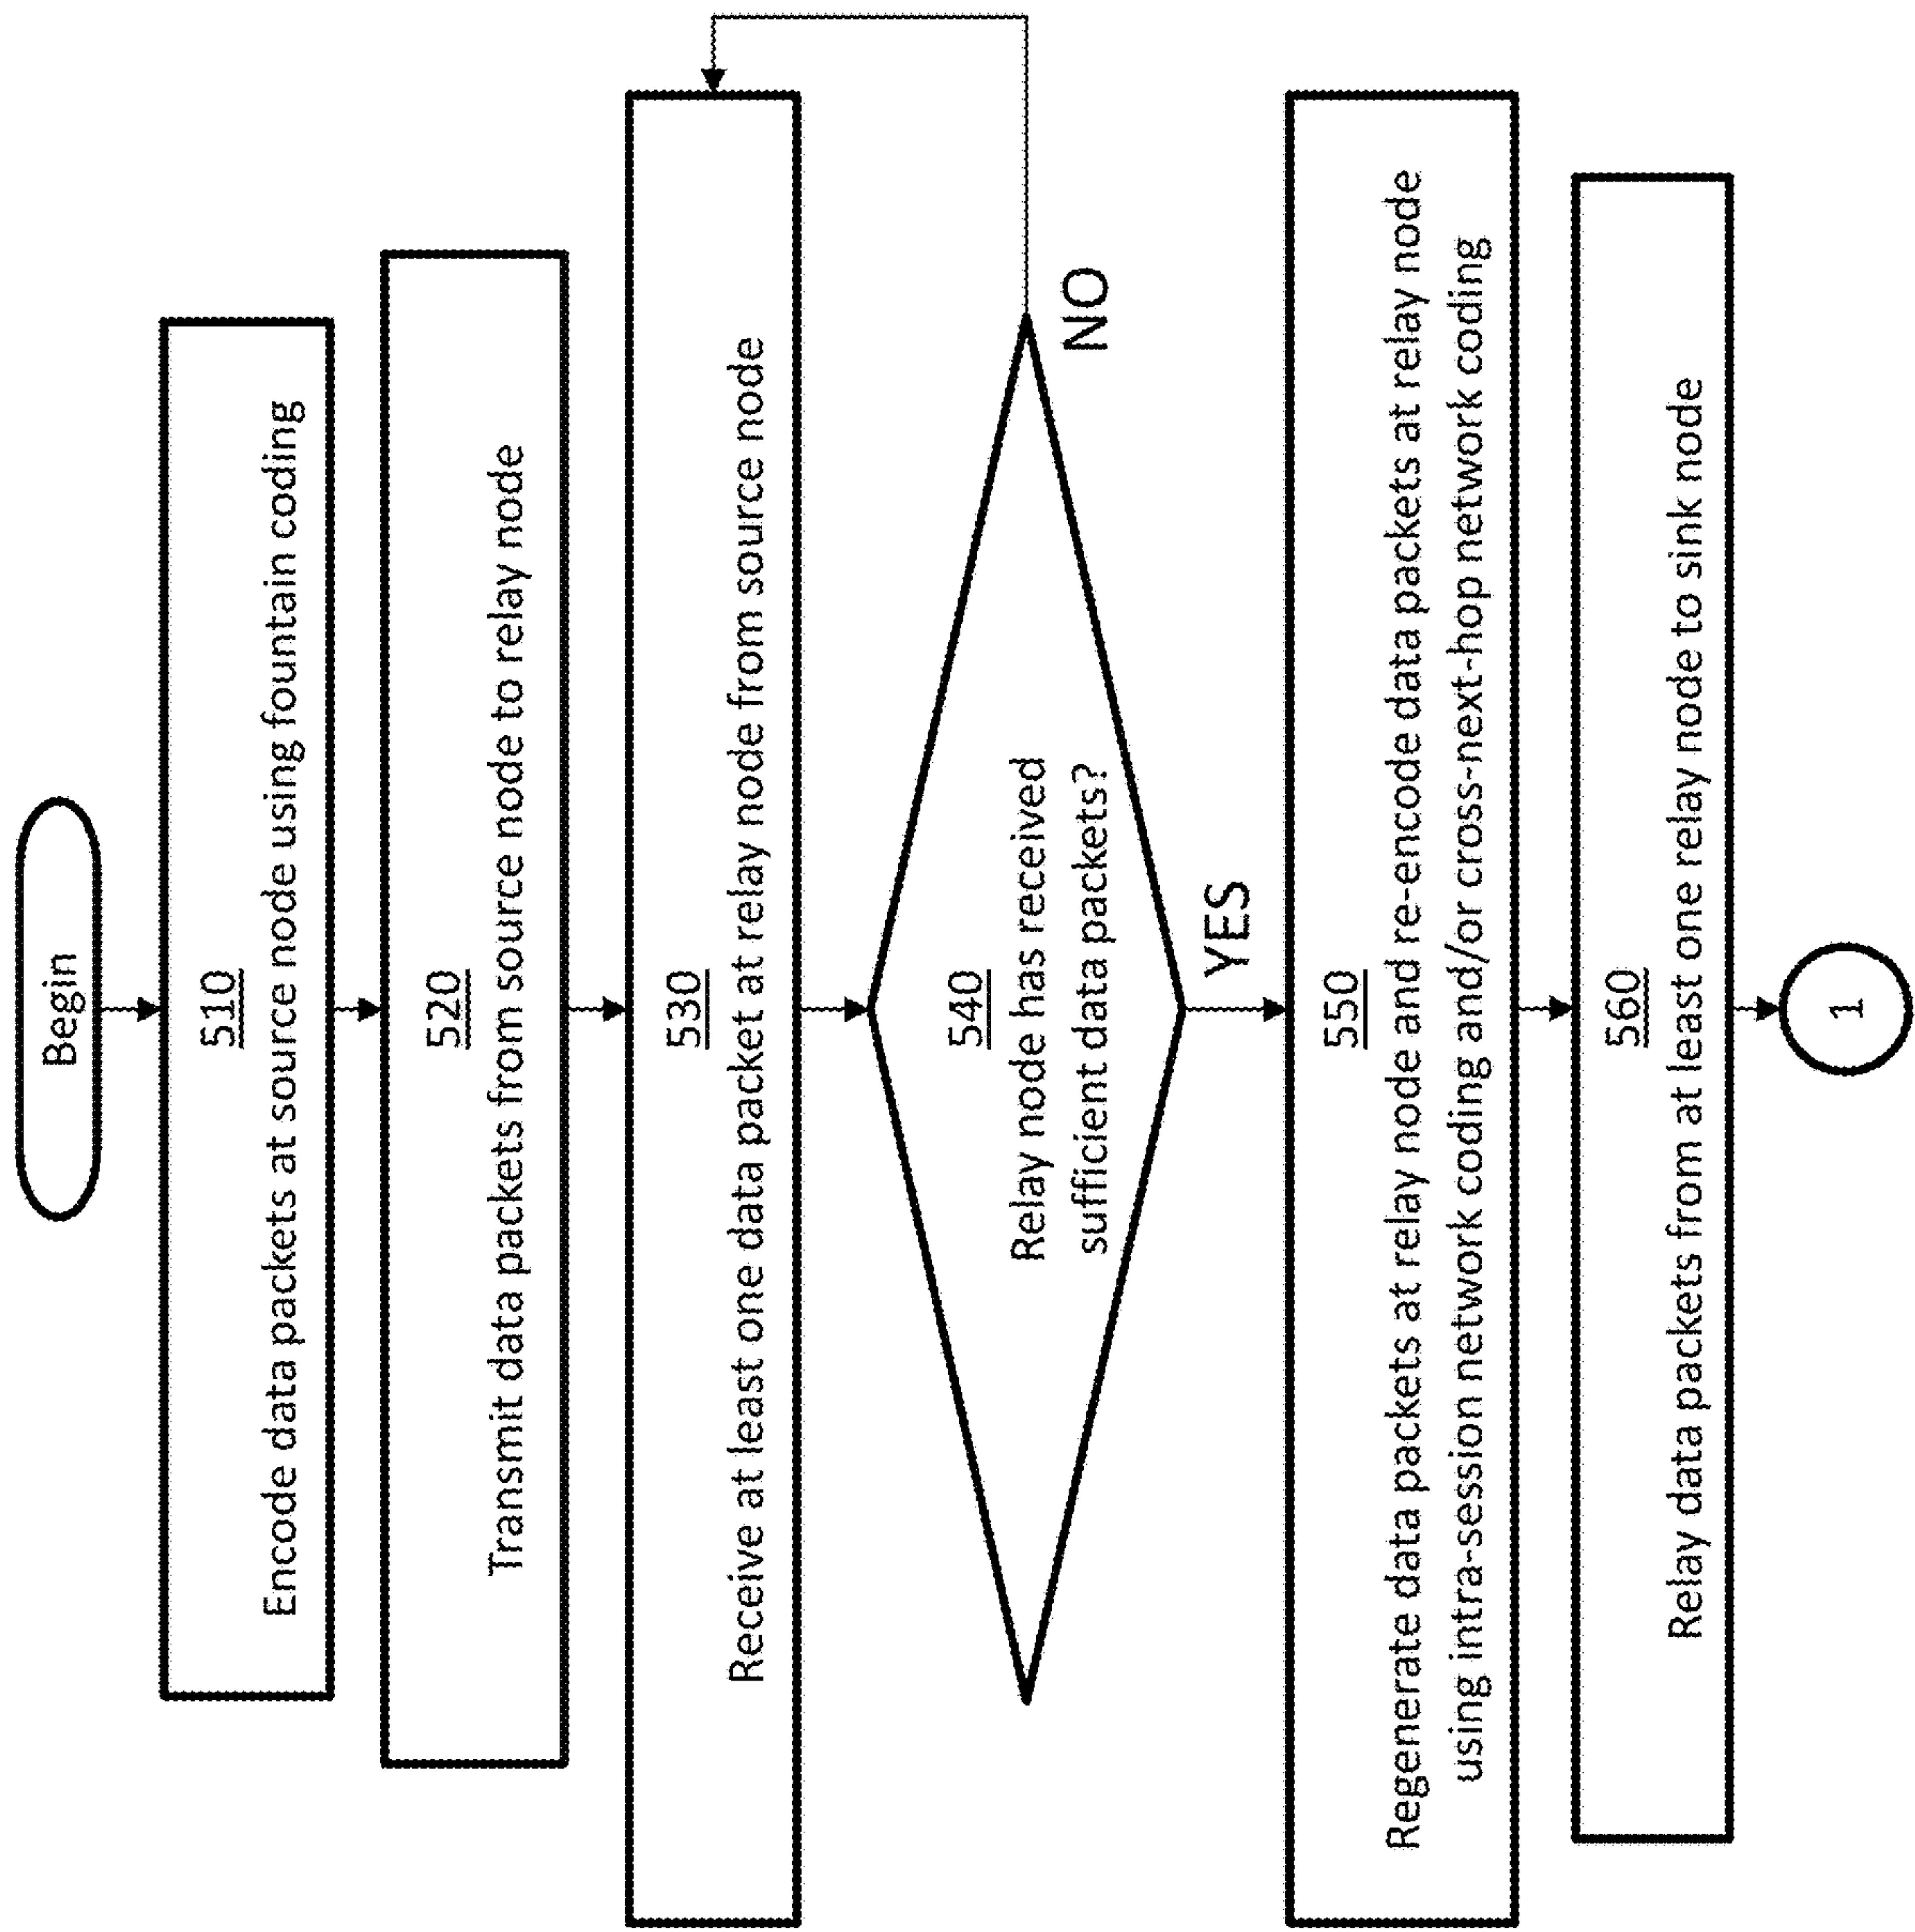 Begin
510
Encode data packets at source node using fountain coding
520
Transmit data packets from source node to relay node
530
Receive at least one data packet at relay node from source node
540
Relay node has received
sufficient data packets?
NO
YES
550
Regenerate data packets at relay node and re-encode data packets at relay node
using intra-session network coding and/or cross-next-hop network coding
560
Relay data packets from at least one relay node to sink node
1